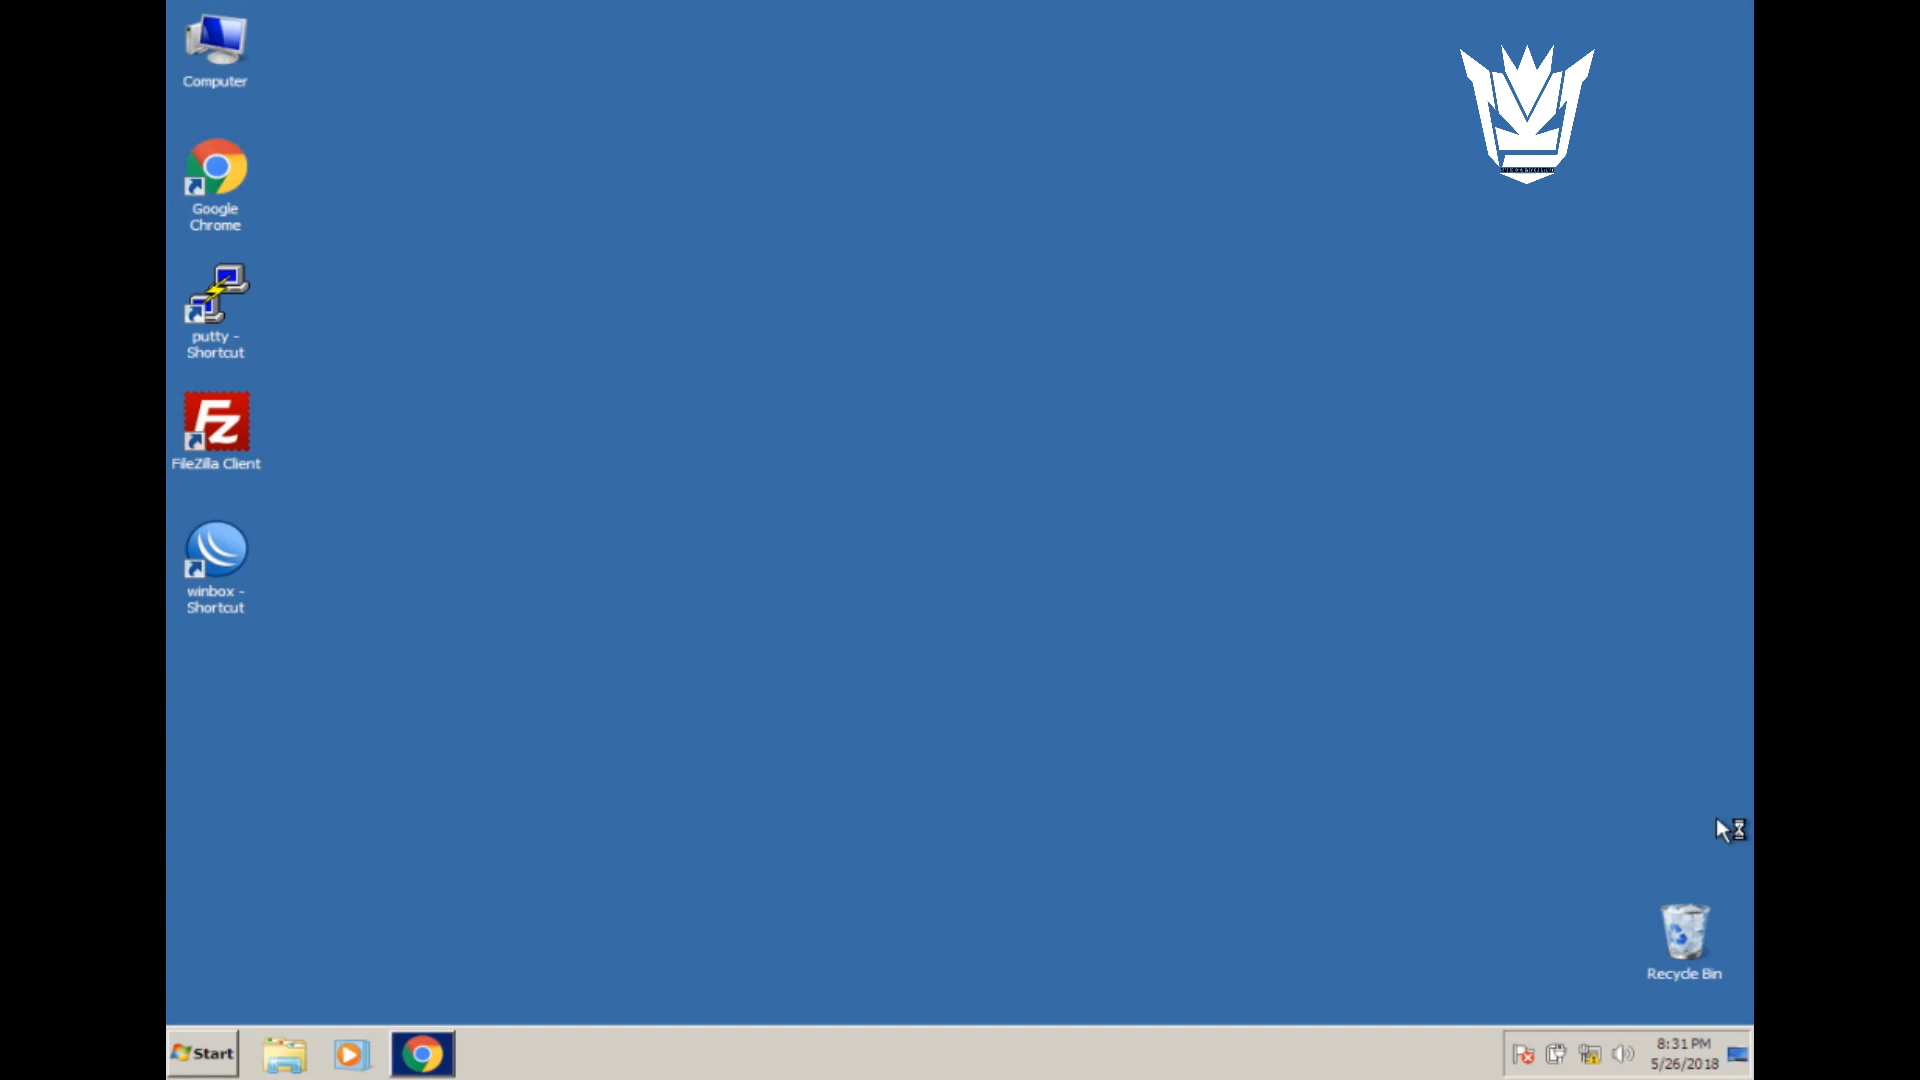 Computer
Google
Chrome
putty -
Shortcut
FileZilla Client
winbox -
Shortcut
Recycle Bin
Start
8:31 PM
5/26/2018